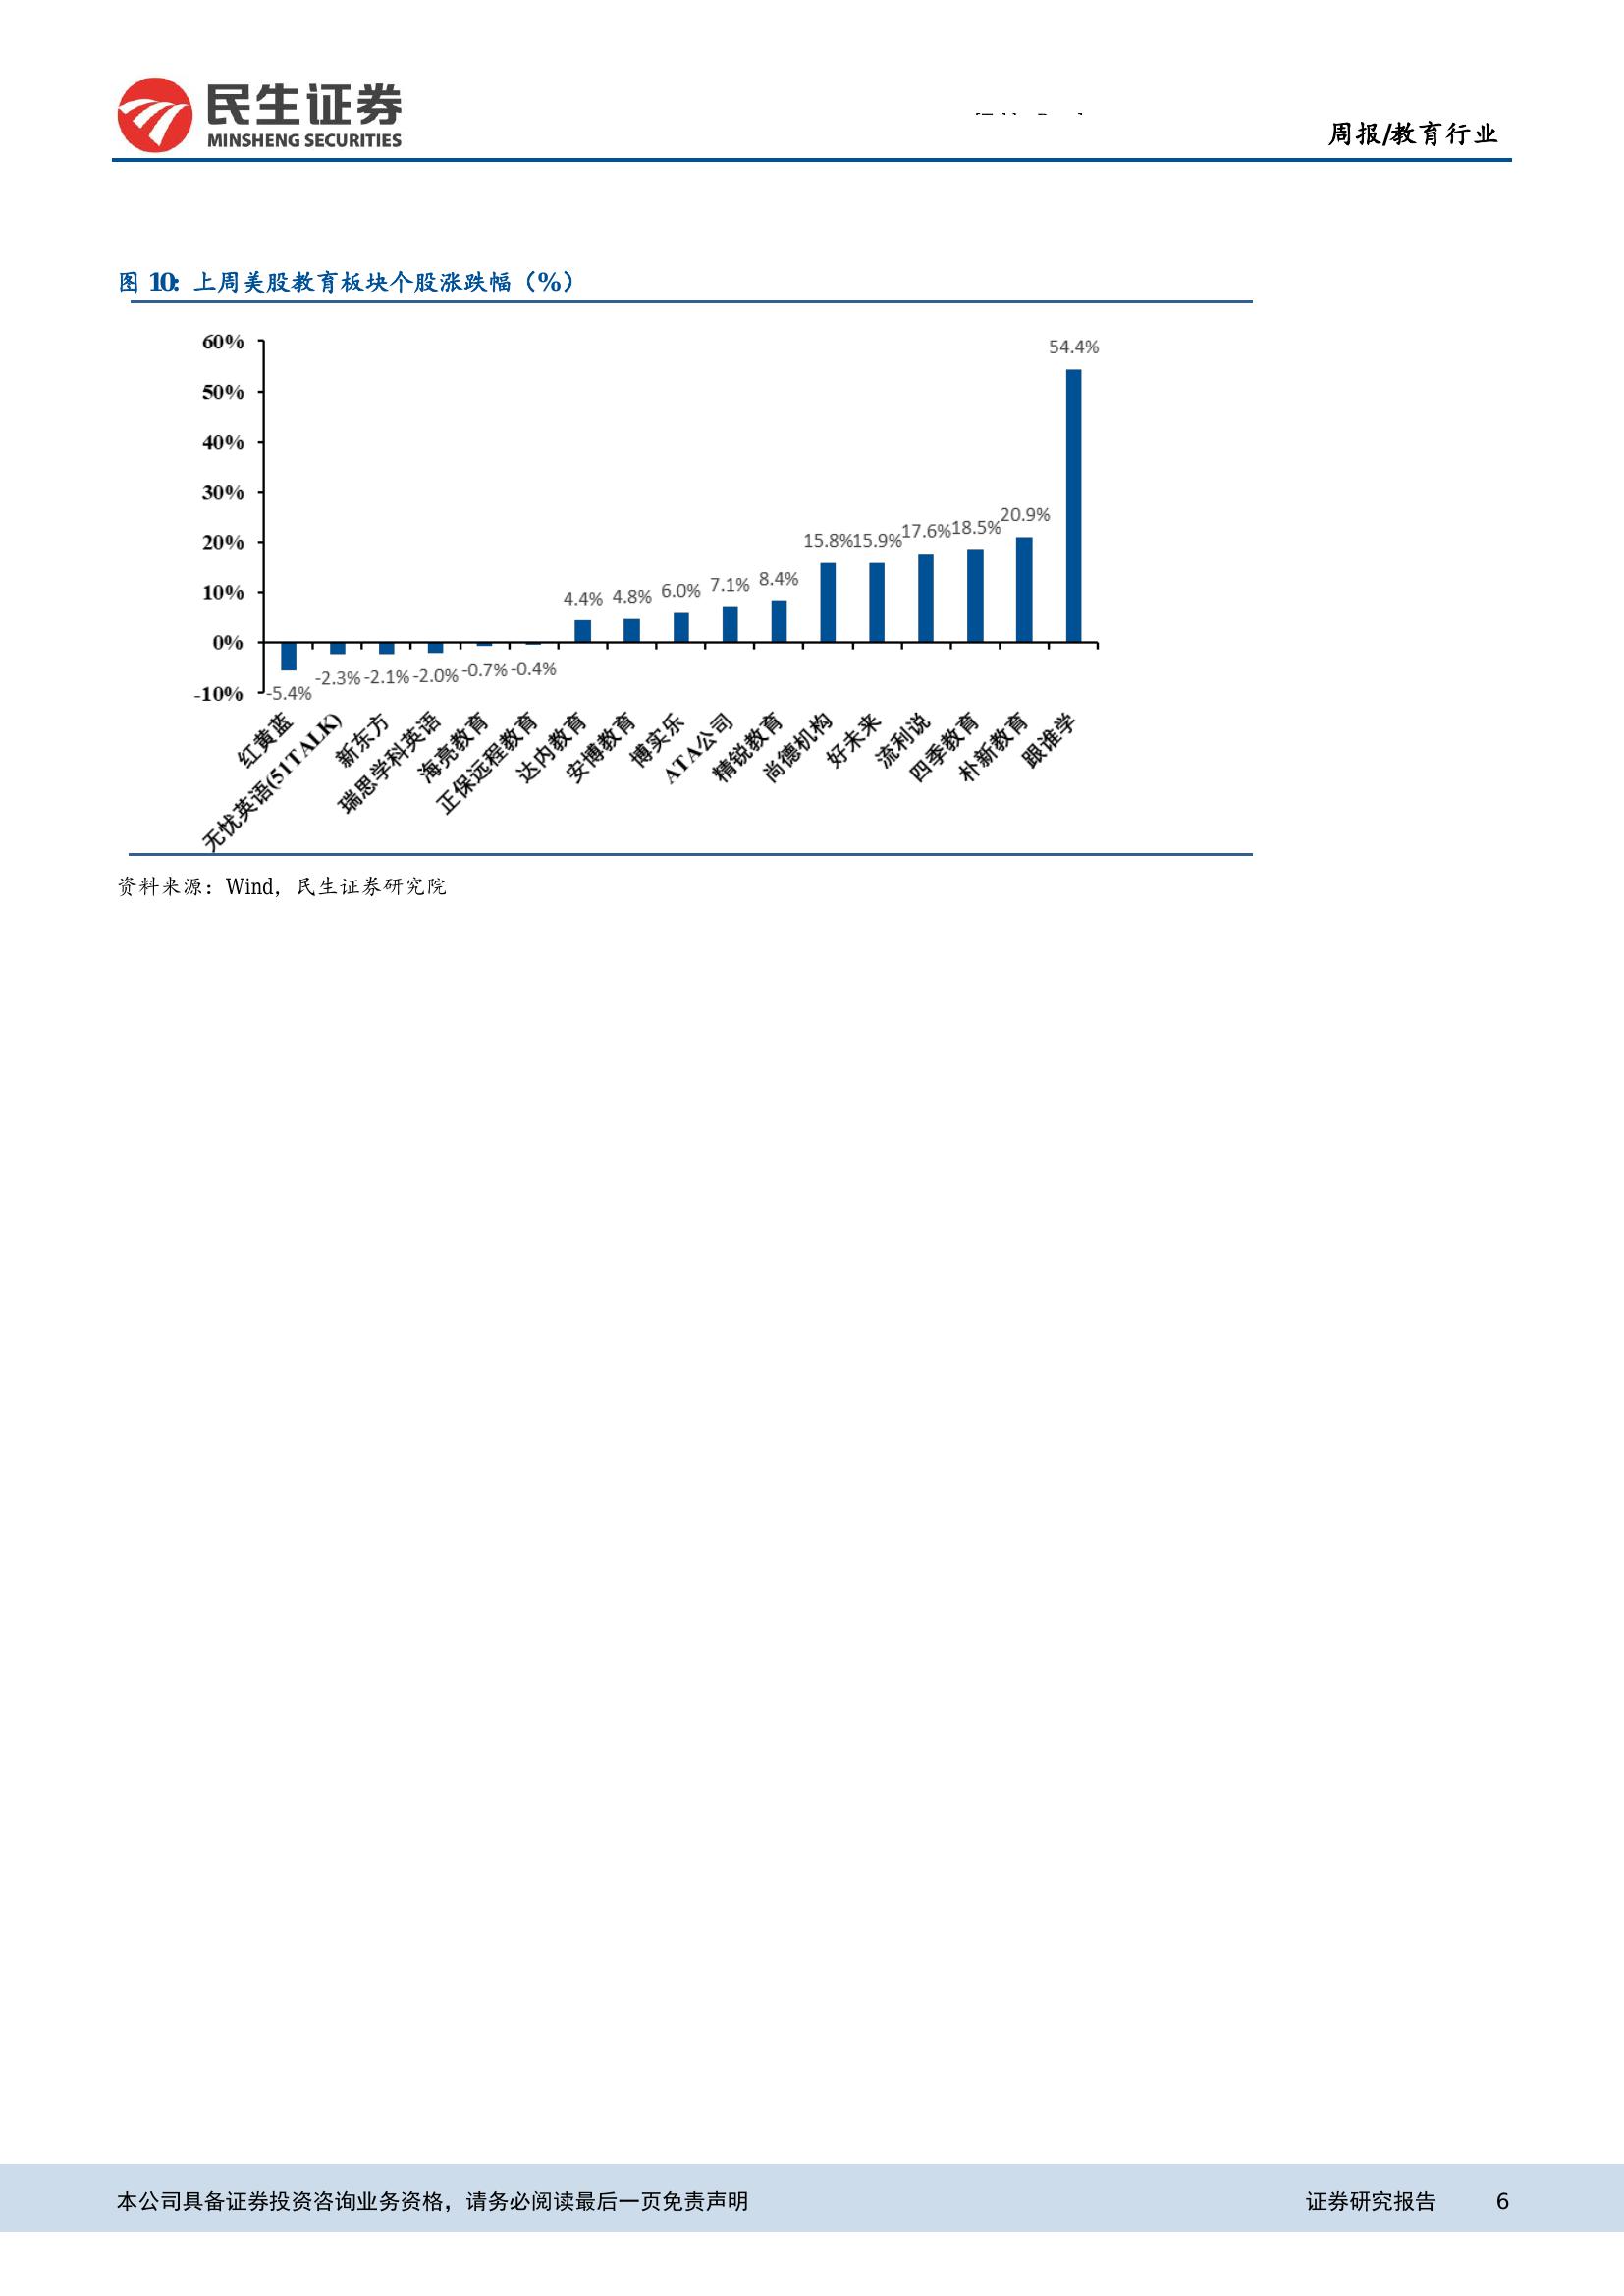 民生证券
MINSHENG SECURITIES
周报/教育行业
图 10: 上周美股教育板块个股涨跌幅（%）
60%
50%
40%
30%
20%
10%
0%
-10%
-5.4%
-2.3%
-2.1%
-2.0%
-0.7%
-0.4%
4.4%
4.8%
6.0%
7.1%
8.4%
15.8%
15.9%
17.6%
18.5%
20.9%
54.4%
红黄蓝
无忧英语(51TALK)
新东方
瑞思学科英语
海亮教育
正保远程教育
达内教育
安博教育
博实乐
ATA公司
精锐教育
尚德机构
好未来
流利说
四季教育
朴新教育
跟谁学
资料来源：Wind，民生证券研究院
本公司具备证券投资咨询业务资格，请务必阅读最后一页免责声明
证券研究报告 6